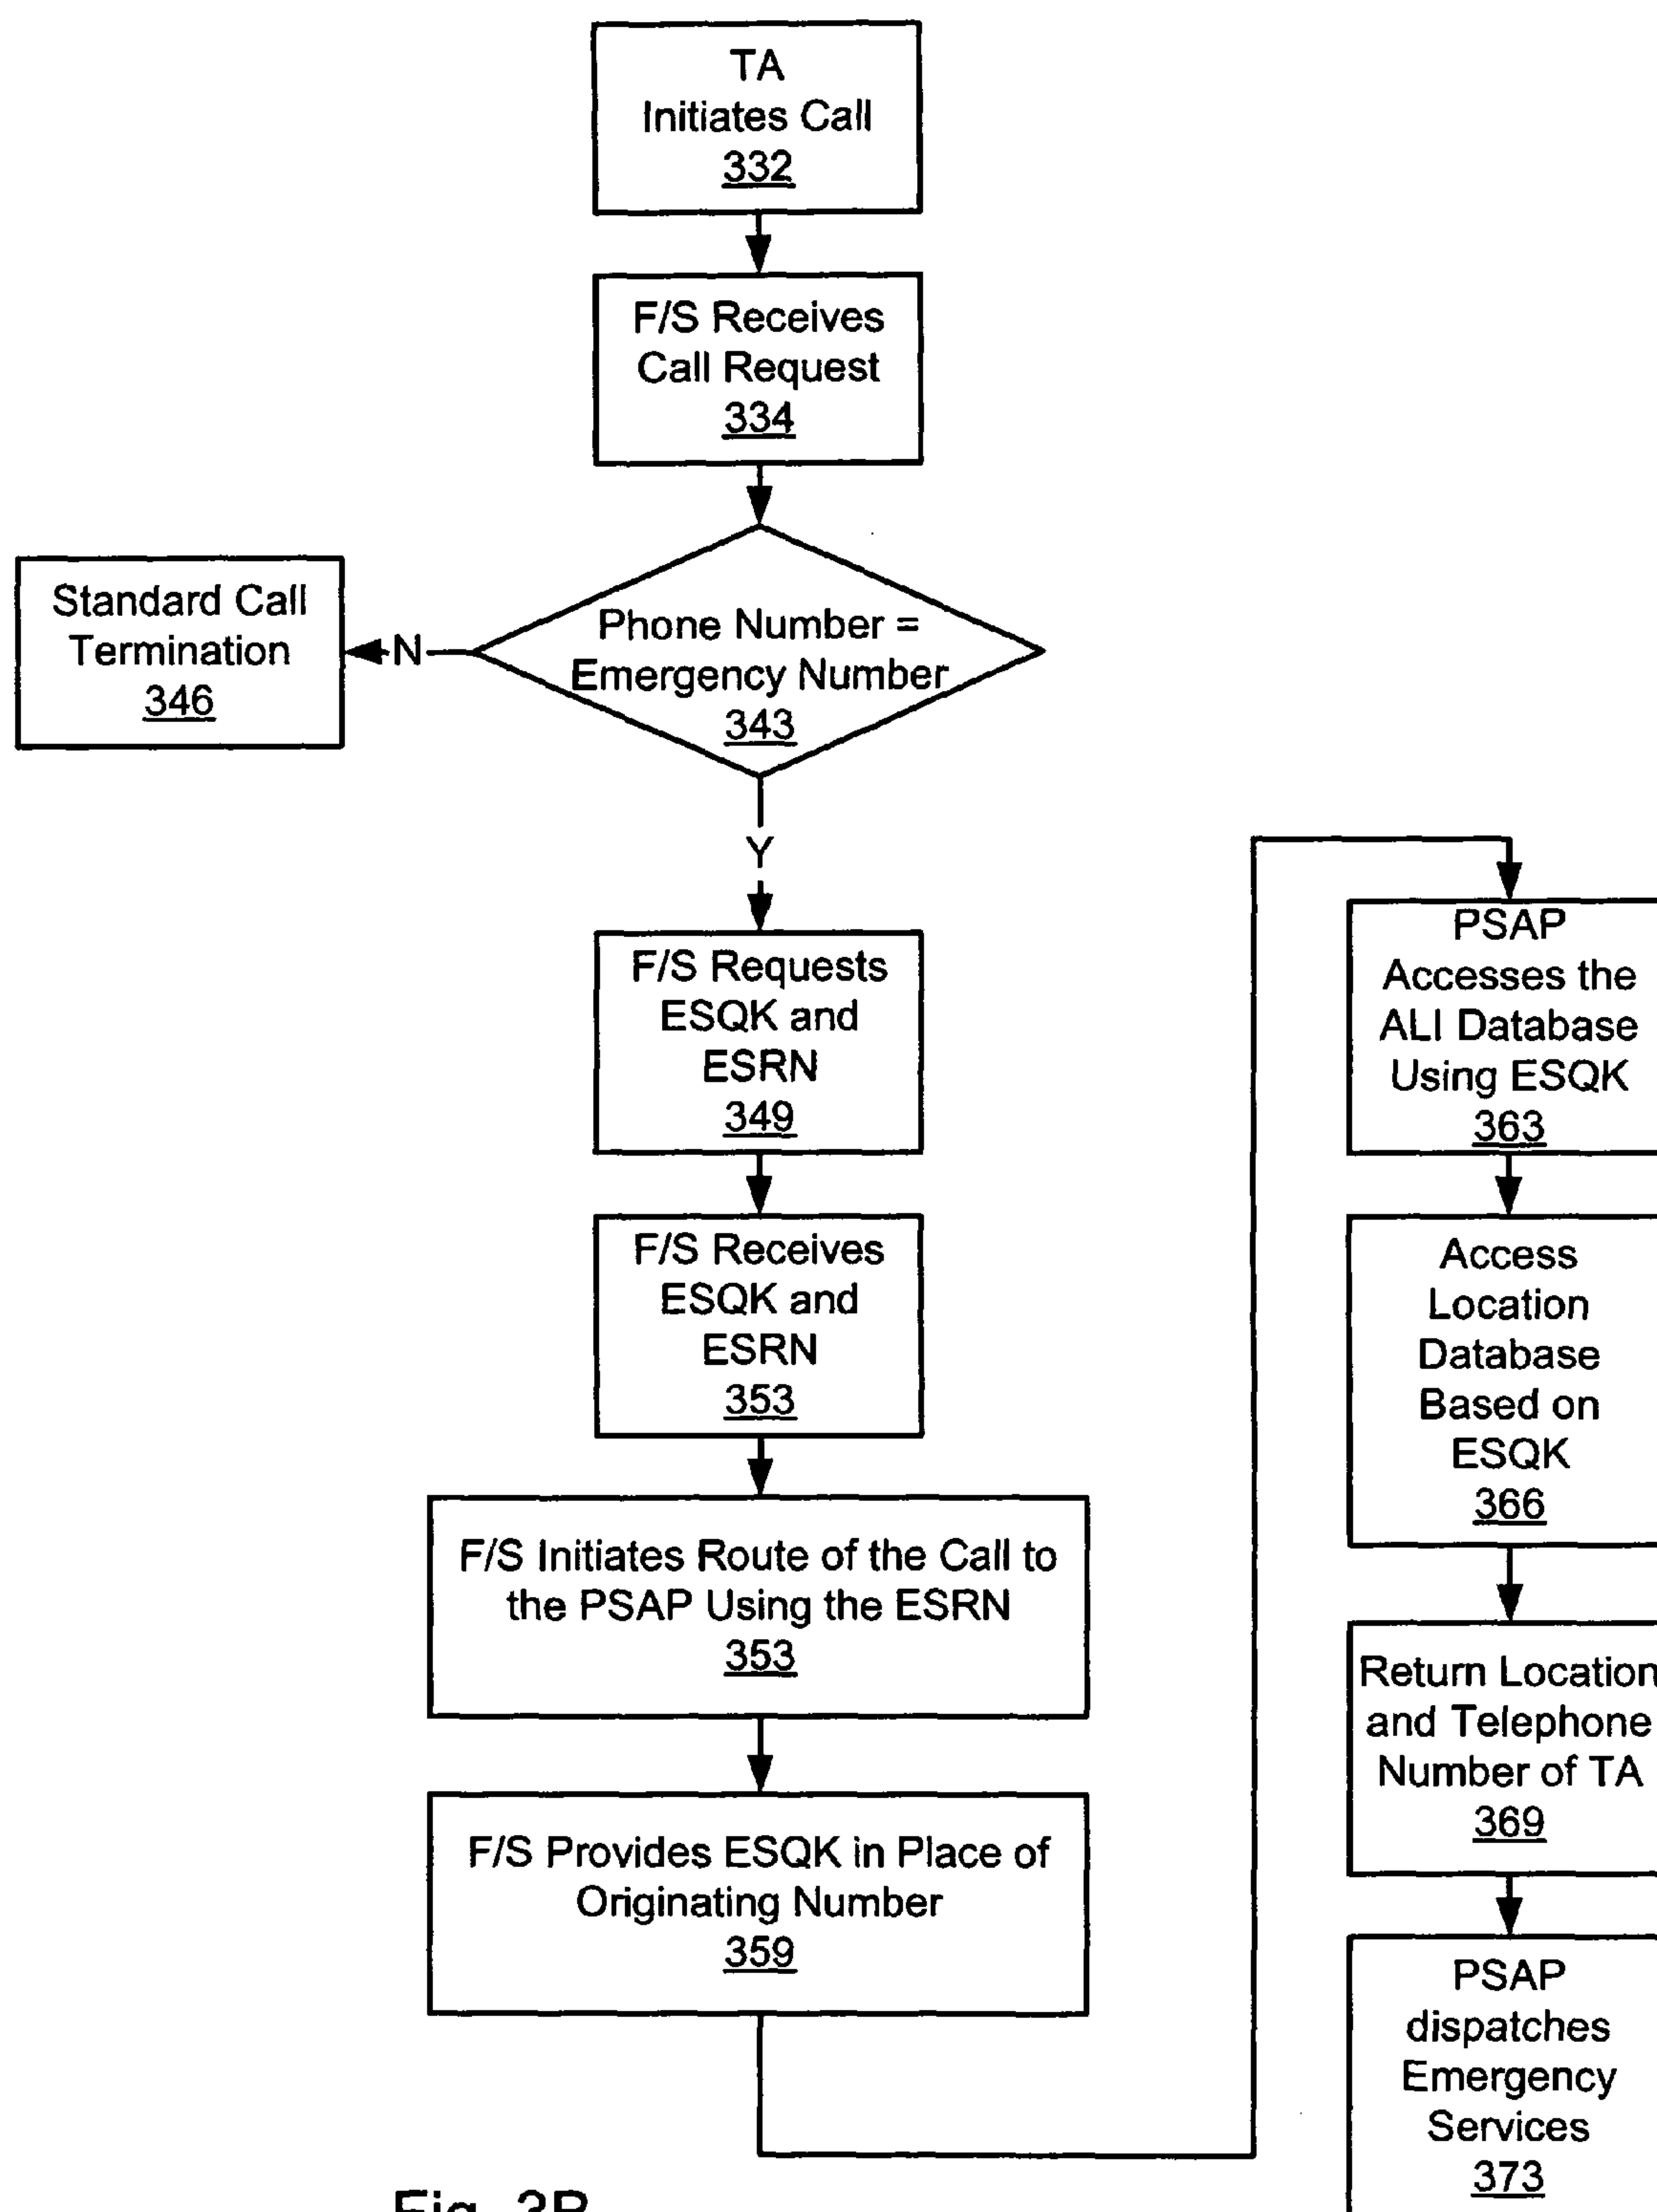 TA
Initiates Call
332
F/S Receives
Call Request
334
Phone Number =
Emergency Number
343
N
Standard Call
Termination
346
Y
F/S Requests
ESQK and
ESRN
349
F/S Receives
ESQK and
ESRN
353
F/S Initiates Route of the Call to
the PSAP Using the ESRN
353
F/S Provides ESQK in Place of
Originating Number
359
PSAP
Accesses the
ALI Database
Using ESQK
363
Access
Location
Database
Based on
ESQK
366
Return Location
and Telephone
Number of TA
369
PSAP
dispatches
Emergency
Services
373
Fig. 3B